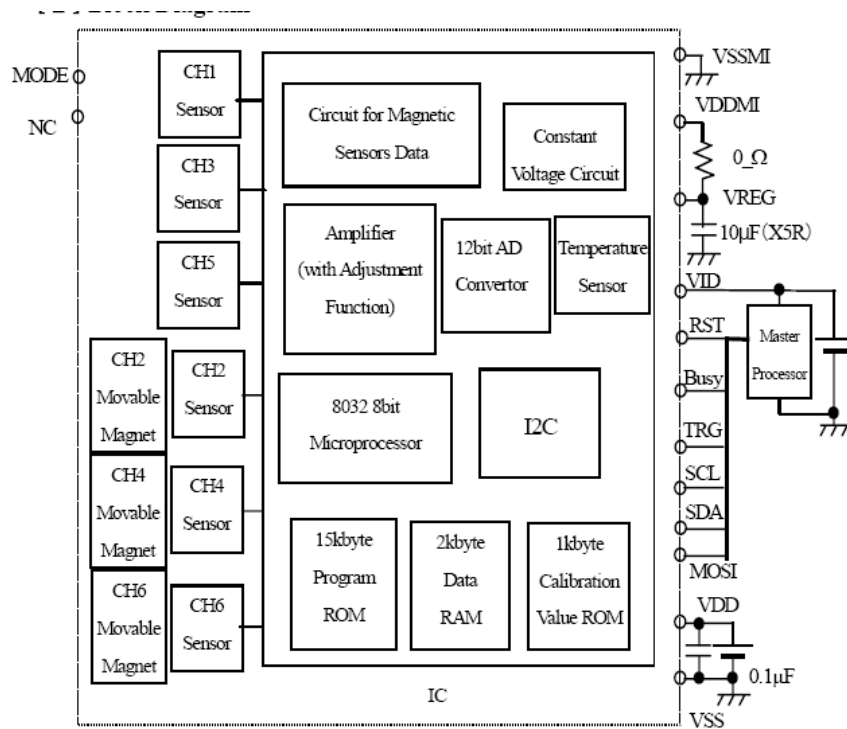 MODE
NC
CH1
Sensor
CH3
Sensor
CH5
Sensor
CH2
Movable
Magnet
CH2
Sensor
CH4
Movable
Magnet
CH4
Sensor
CH6
Movable
Magnet
CH6
Sensor
Circuit for Magnetic
Sensors Data
Constant
Voltage Circuit
Amplifier
(with Adjustment
Function)
12bit AD
Convertor
Temperature
Sensor
8032 8bit
Microprocessor
I2C
15kbyte
Program
ROM
2kbyte
Data
RAM
1kbyte
Calibration
Value ROM
IC
VSSMI
VDDMI
0_Ω
VREG
10μF(X5R)
VID
RST
Master
Processor
Busy
TRG
SCL
SDA
MOSI
VDD
0.1μF
VSS